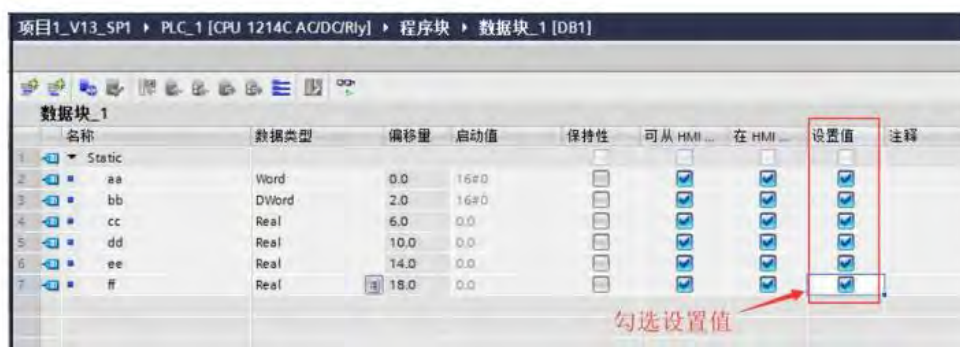 项目1_V13_SP1 ▸ PLC_1 [CPU 1214C AC/DC/Rly] ▸ 程序块 ▸ 数据块_1 [DB1]
数据块_1
名称 数据类型 偏移量 启动值 保持性 可从 HMI ... 在 HMI ... 设置值 注释
1 Static
2 aa Word 0.0 16#0
3 bb DWord 2.0 16#0
4 cc Real 6.0 0.0
5 dd Real 10.0 0.0
6 ee Real 14.0 0.0
7 ff Real 18.0 0.0
勾选设置值